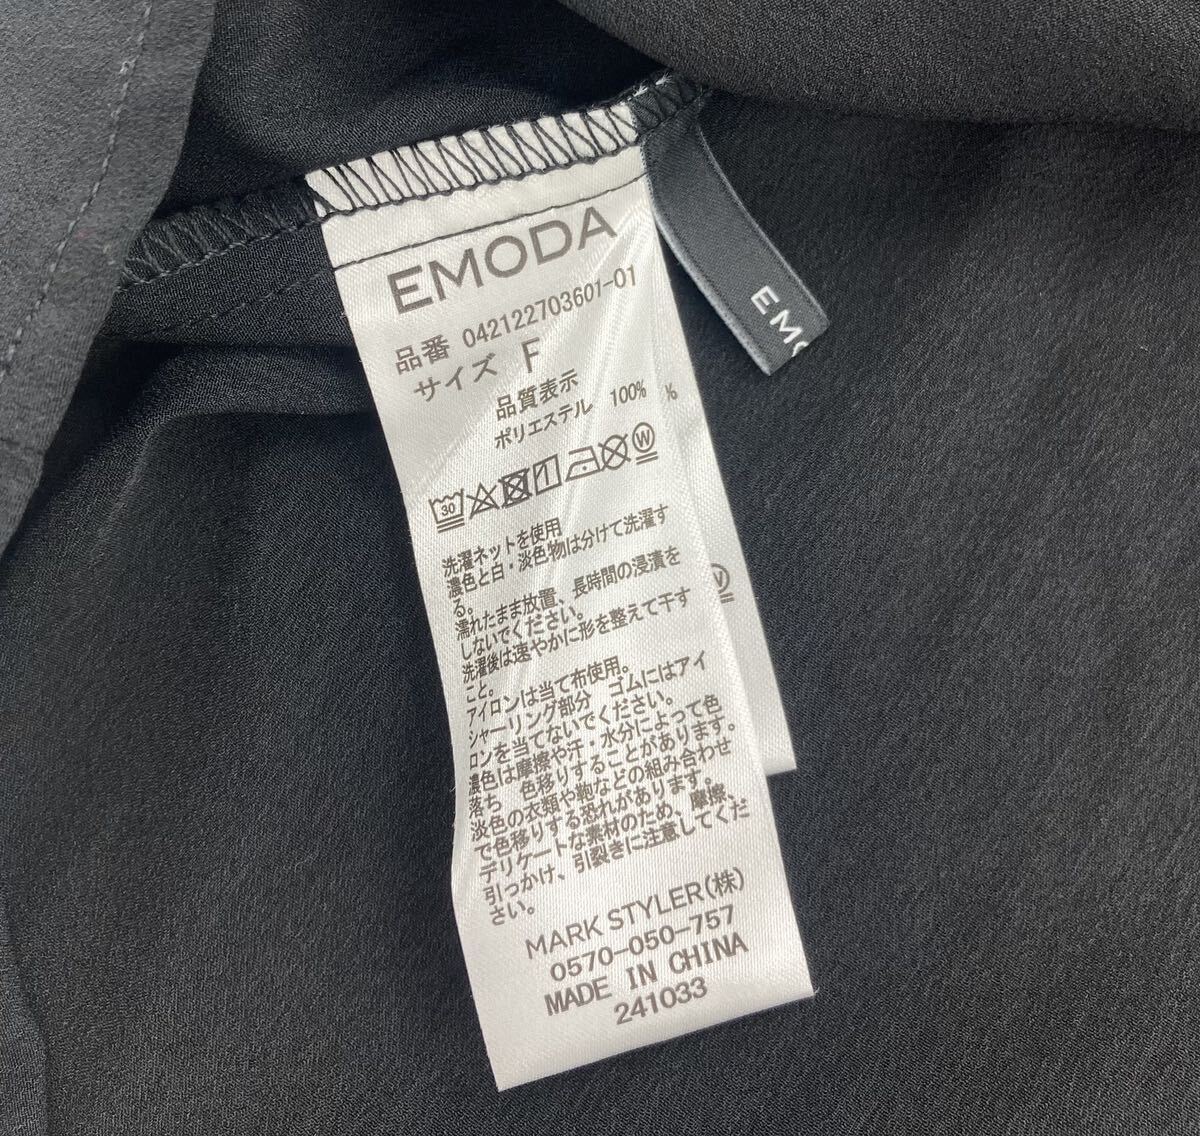 EMODA
品番 042122703601-01
サイズ F
品質表示
ポリエステル 100%
30
W
洗濯ネットを使用
濃色と白・淡色物は分けて洗濯す
る。
濡れたまま放置、長時間の浸漬を
しないでください。
洗濯後は速やかに形を整えて干す
こと。
アイロンは当て布使用。
シャーリング部分 ゴムにはアイ
ロンを当てないでください。
濃色は摩擦や汗・水分によって色
落ち 色移りすることがあります。
淡色の衣類や鞄などの組み合わせ
で色移りする恐れがあります。
デリケートな素材のため、摩擦、
引っかけ、引裂きに注意してくだ
さい。
MARK STYLER(株)
0570-050-757
MADE IN CHINA
241033
%
W
EMO